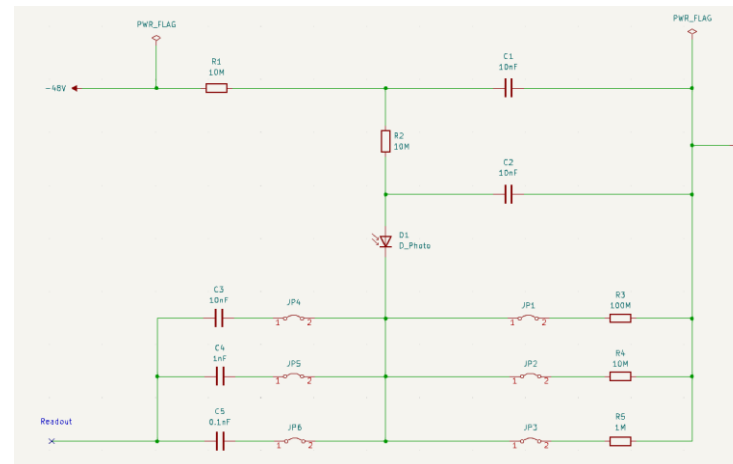 PWR_FLAG
PWR_FLAG
R1
10M
C1
10nF
-48V
R2
10M
C2
10nF
D1
D_Photo
C3
10nF
JP4
1 2
JP1
1 2
R3
100M
C4
1nF
JP5
1 2
JP2
1 2
R4
10M
Readout
C5
0.1nF
JP6
1 2
JP3
1 2
R5
1M